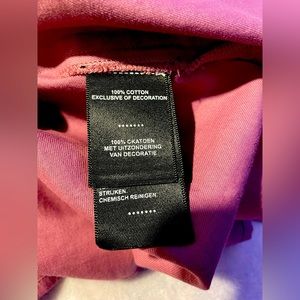 100% COTTON
EXCLUSIVE OF DECORATION
•••••••
100% CKATOEN
MET UITZONDERING
VAN DECORATIE
STRIJKEN.
CHEMISCH REINIGEN.
•••••••